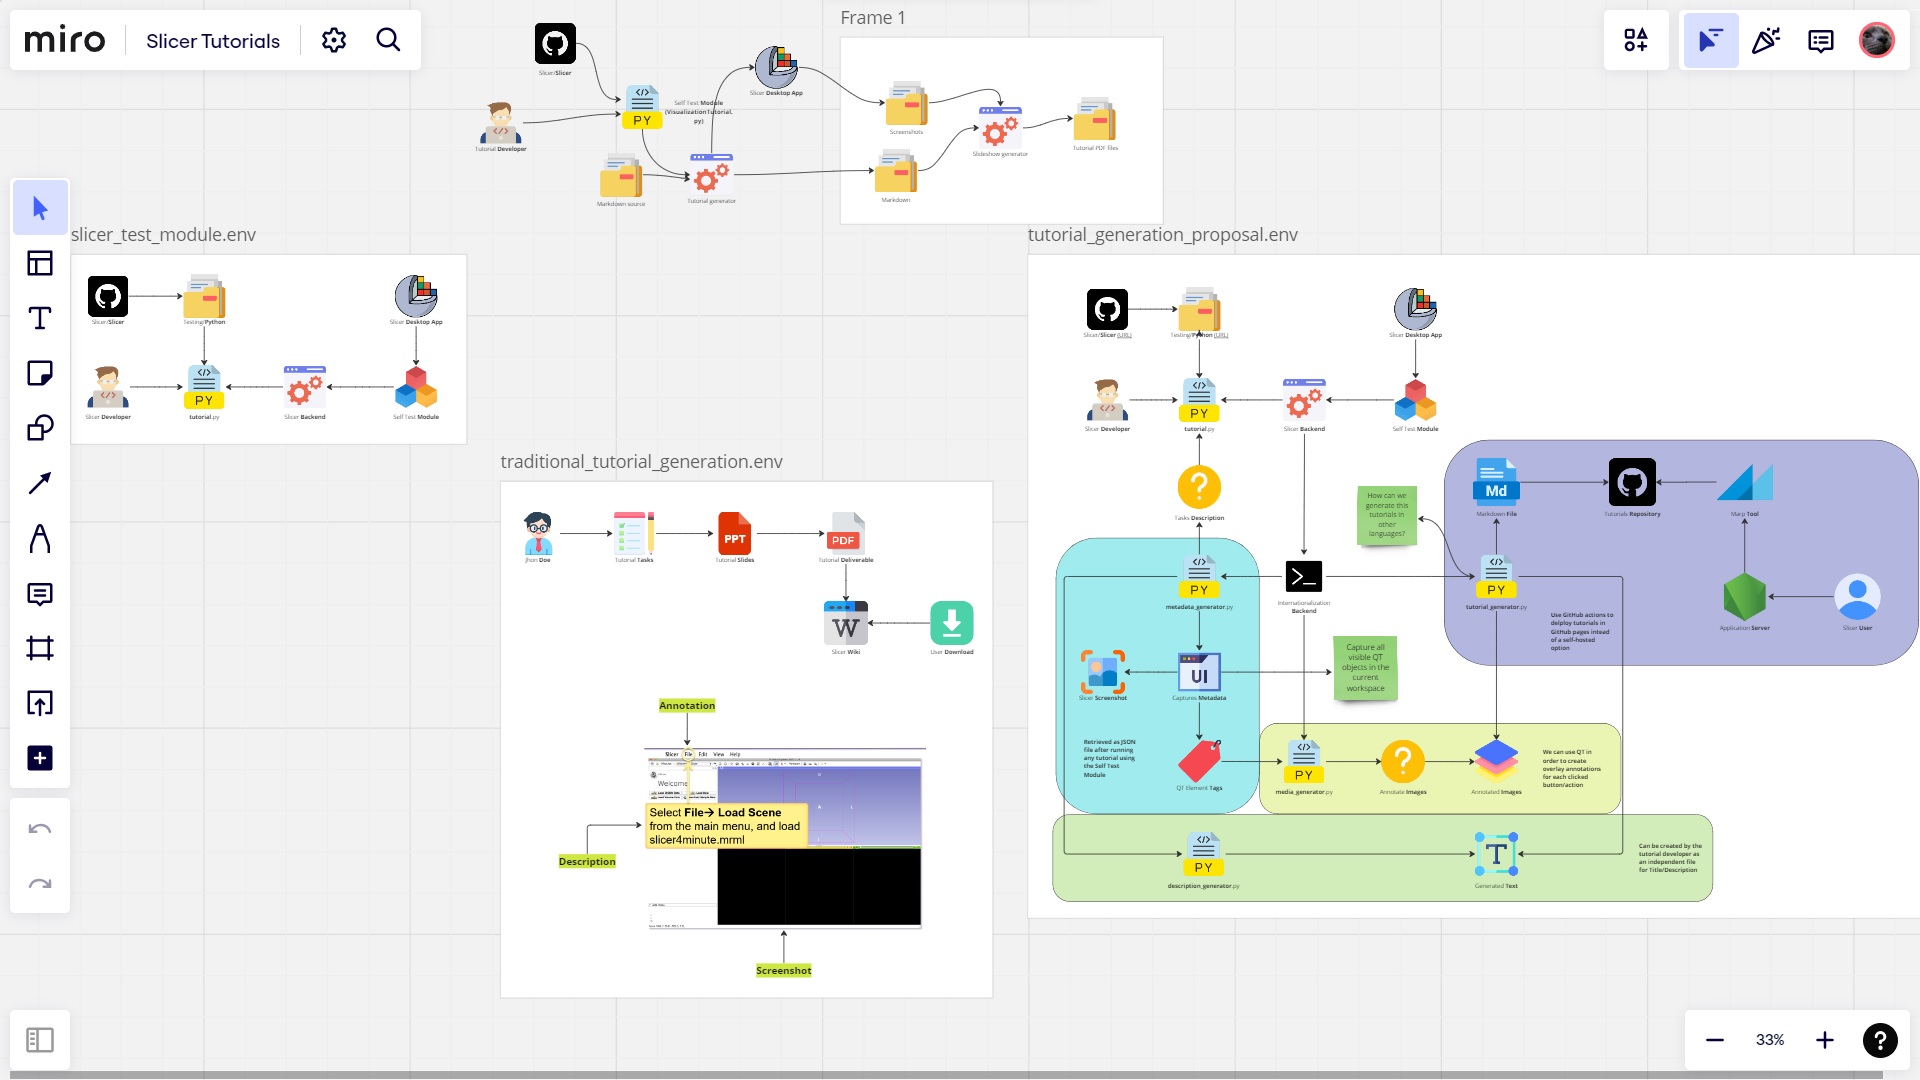 miro
Slicer Tutorials
Frame 1
Slicer/Slicer
Tutorial Developer
PY
Self Test Module
(VisualizationTutorial.
py)
Slicer Desktop App
Markdown source
Tutorial generator
Screenshots
Markdown
Slideshow generator
Tutorial PDF files
slicer_test_module.env
Slicer/Slicer
Testing/Python
Slicer Desktop App
Slicer Developer
PY
tutorial.py
Slicer Backend
Self Test Module
traditional_tutorial_generation.env
Jhon Doe
Tutorial Tasks
PPT
Tutorial Slides
PDF
Tutorial Deliverable
W
Slicer Wiki
User Download
Annotation
Slicer File Edit View Help
Welcome
Select File→ Load Scene
from the main menu, and load
slicer4minute.mrml
Description
Screenshot
tutorial_generation_proposal.env
Slicer/Slicer (URL)
Testing/Python (URL)
Slicer Desktop App
Slicer Developer
PY
tutorial.py
Slicer Backend
Self Test Module
?
Tasks Description
How can we
generate this
tutorials in
other
languages?
Md
Markdown File
Tutorials Repository
Marp Tool
PY
metadata_generator.py
>_
Internationalization
Backend
PY
tutorial_generator.py
Use GitHub actions to
delploy tutorials in
GitHub pages intead
of a self-hosted
option
Application Server
Slicer User
Slicer Screenshot
UI
Captures Metadata
Capture all
visible QT
objects in the
current
workspace
Retrieved as JSON
file after running
any tutorial using
the Self Test
Module
QT Element Tags
PY
media_generator.py
?
Annotate Images
Annotated Images
We can use QT in
order to create
overlay annotations
for each clicked
button/action
PY
description_generator.py
T
Generated Text
Can be created by the
tutorial developer as
an independent file
for Title/Description
33%
?